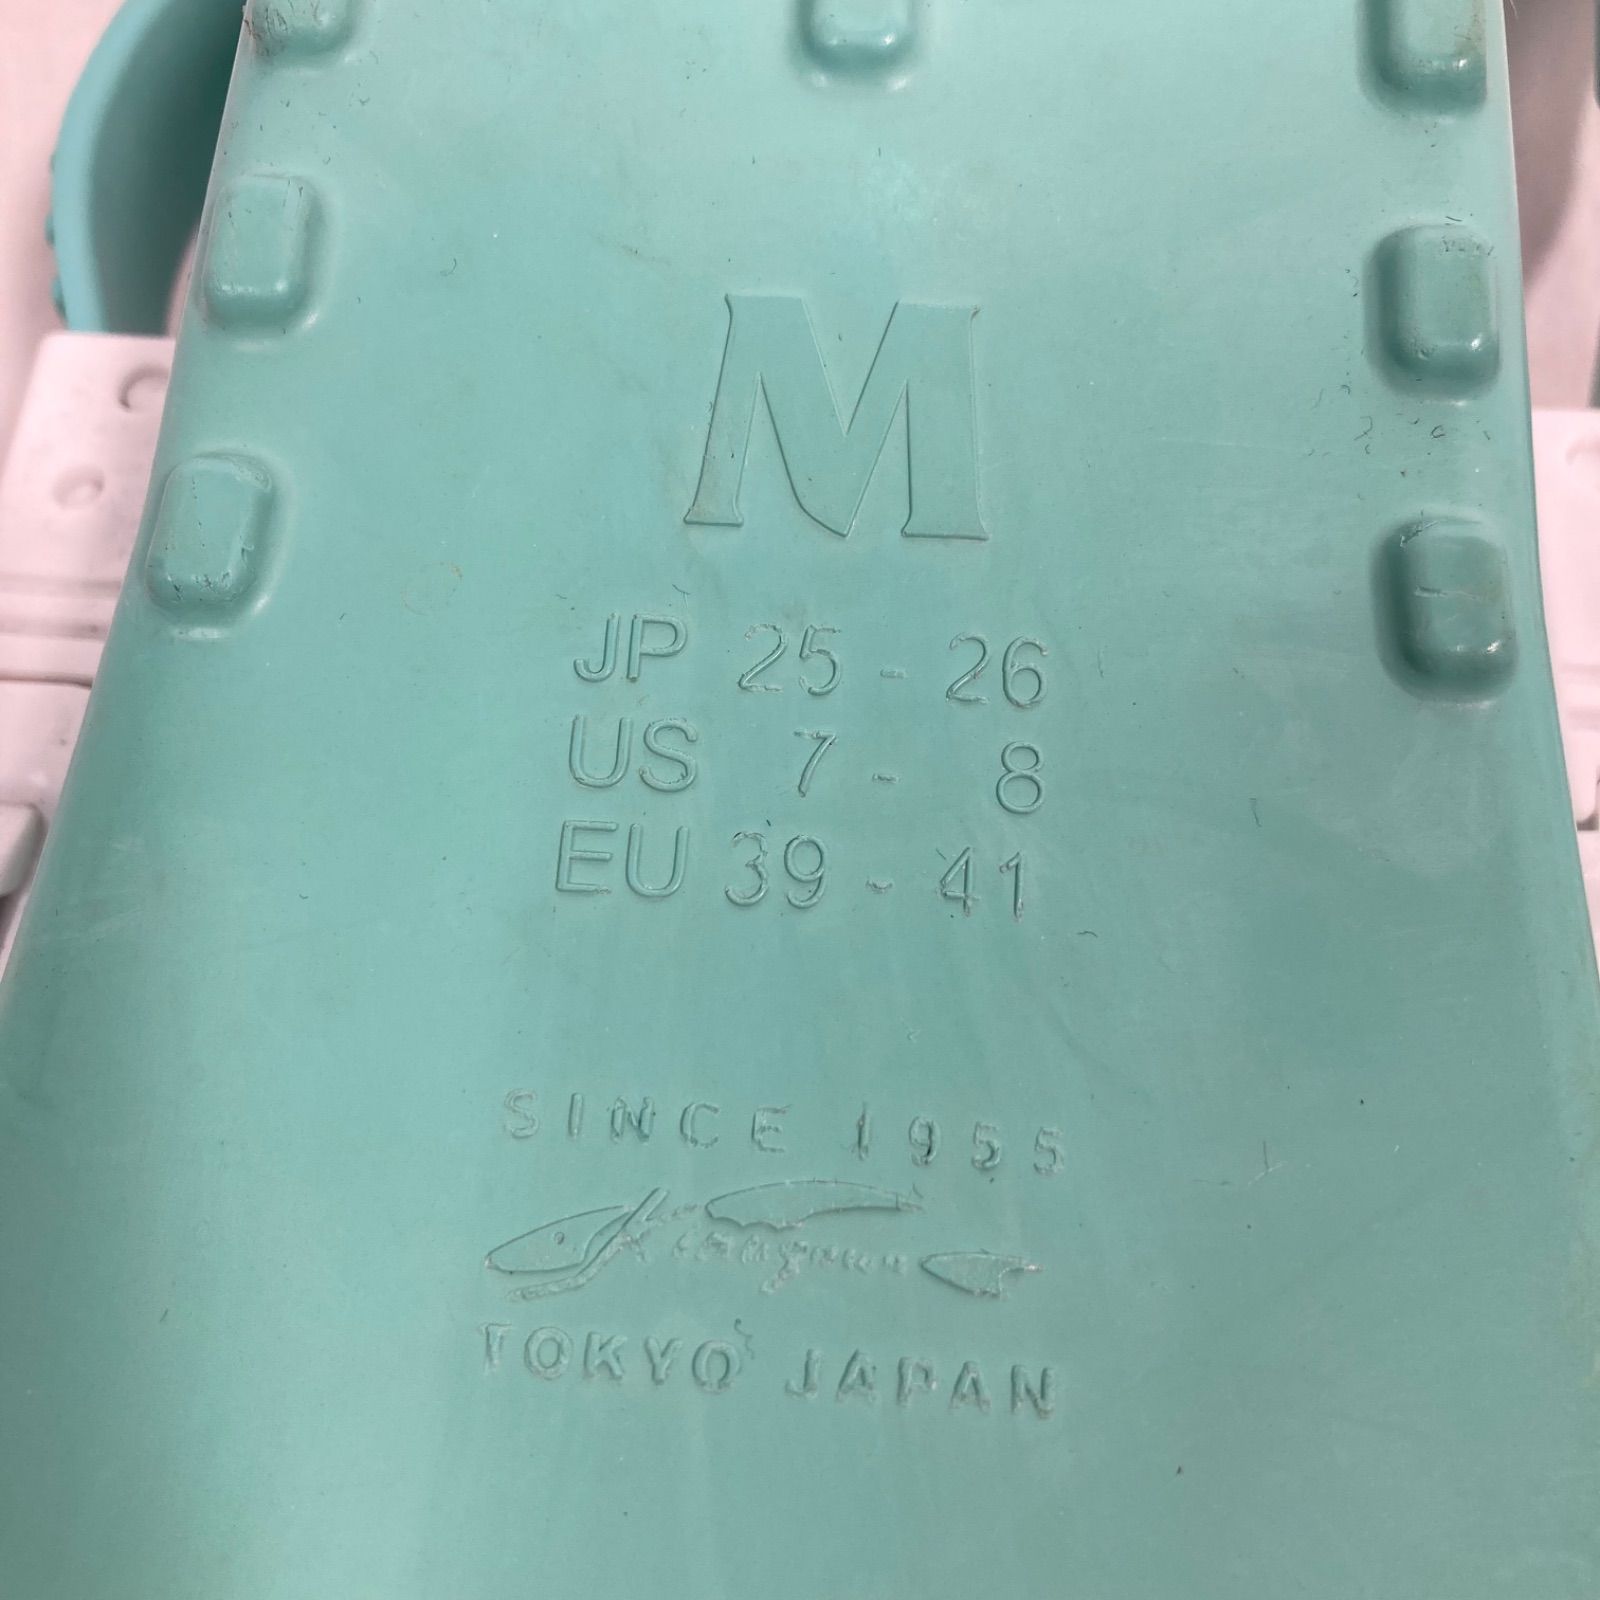 M
JP 25 - 26
US 7 - 8
EU 39 - 41
SINCE 1955
TOKYO JAPAN